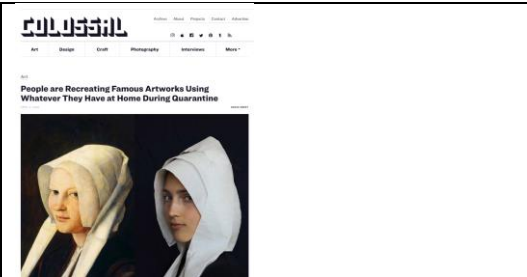 COLOSSAL
Archive About Projects Contact Advertise
Art Design Craft Photography Interviews More
Art
People are Recreating Famous Artworks Using
Whatever They Have at Home During Quarantine